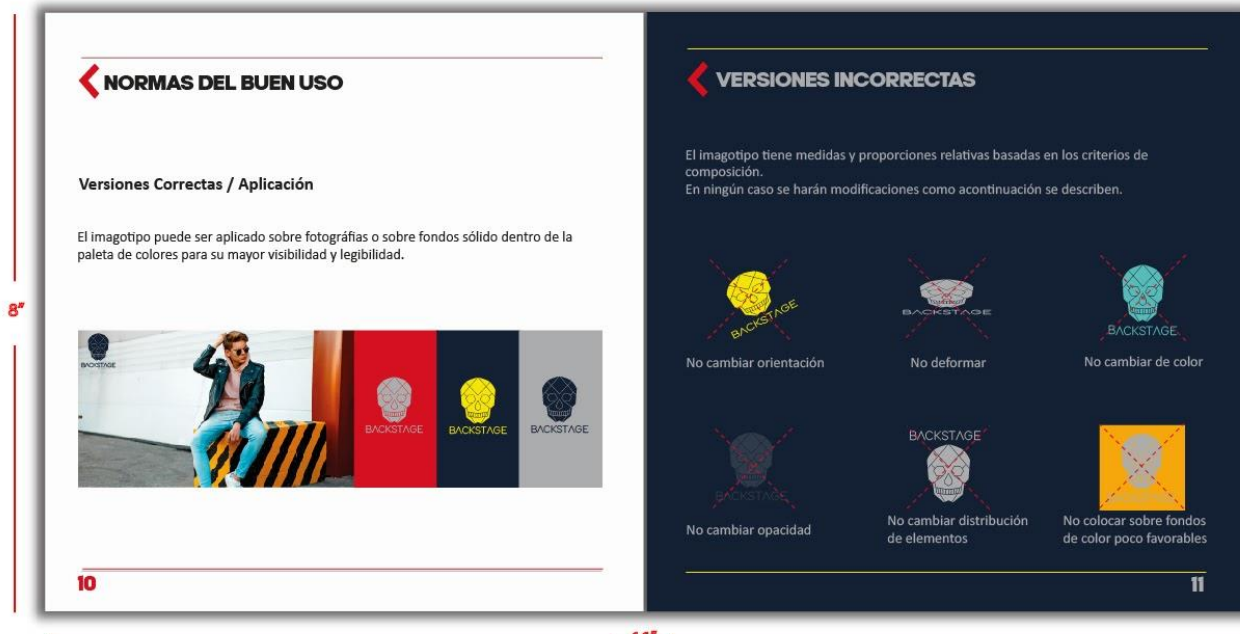 NORMAS DEL BUEN USO
Versiones Correctas / Aplicación
El imagotipo puede ser aplicado sobre fotográfias o sobre fondos sólido dentro de la
paleta de colores para su mayor visibilidad y legibilidad.
BACKSTAGE
BACKSTAGE
BACKSTAGE
BACKSTAGE
10
8"
VERSIONES INCORRECTAS
El imagotipo tiene medidas y proporciones relativas basadas en los criterios de
composición.
En ningún caso se harán modificaciones como acontinuación se describen.
BACKSTAGE
No cambiar orientación
BACKSTAGE
No deformar
BACKSTAGE
No cambiar de color
BACKSTAGE
No cambiar opacidad
BACKSTAGE
No cambiar distribución
de elementos
No colocar sobre fondos
de color poco favorables
11